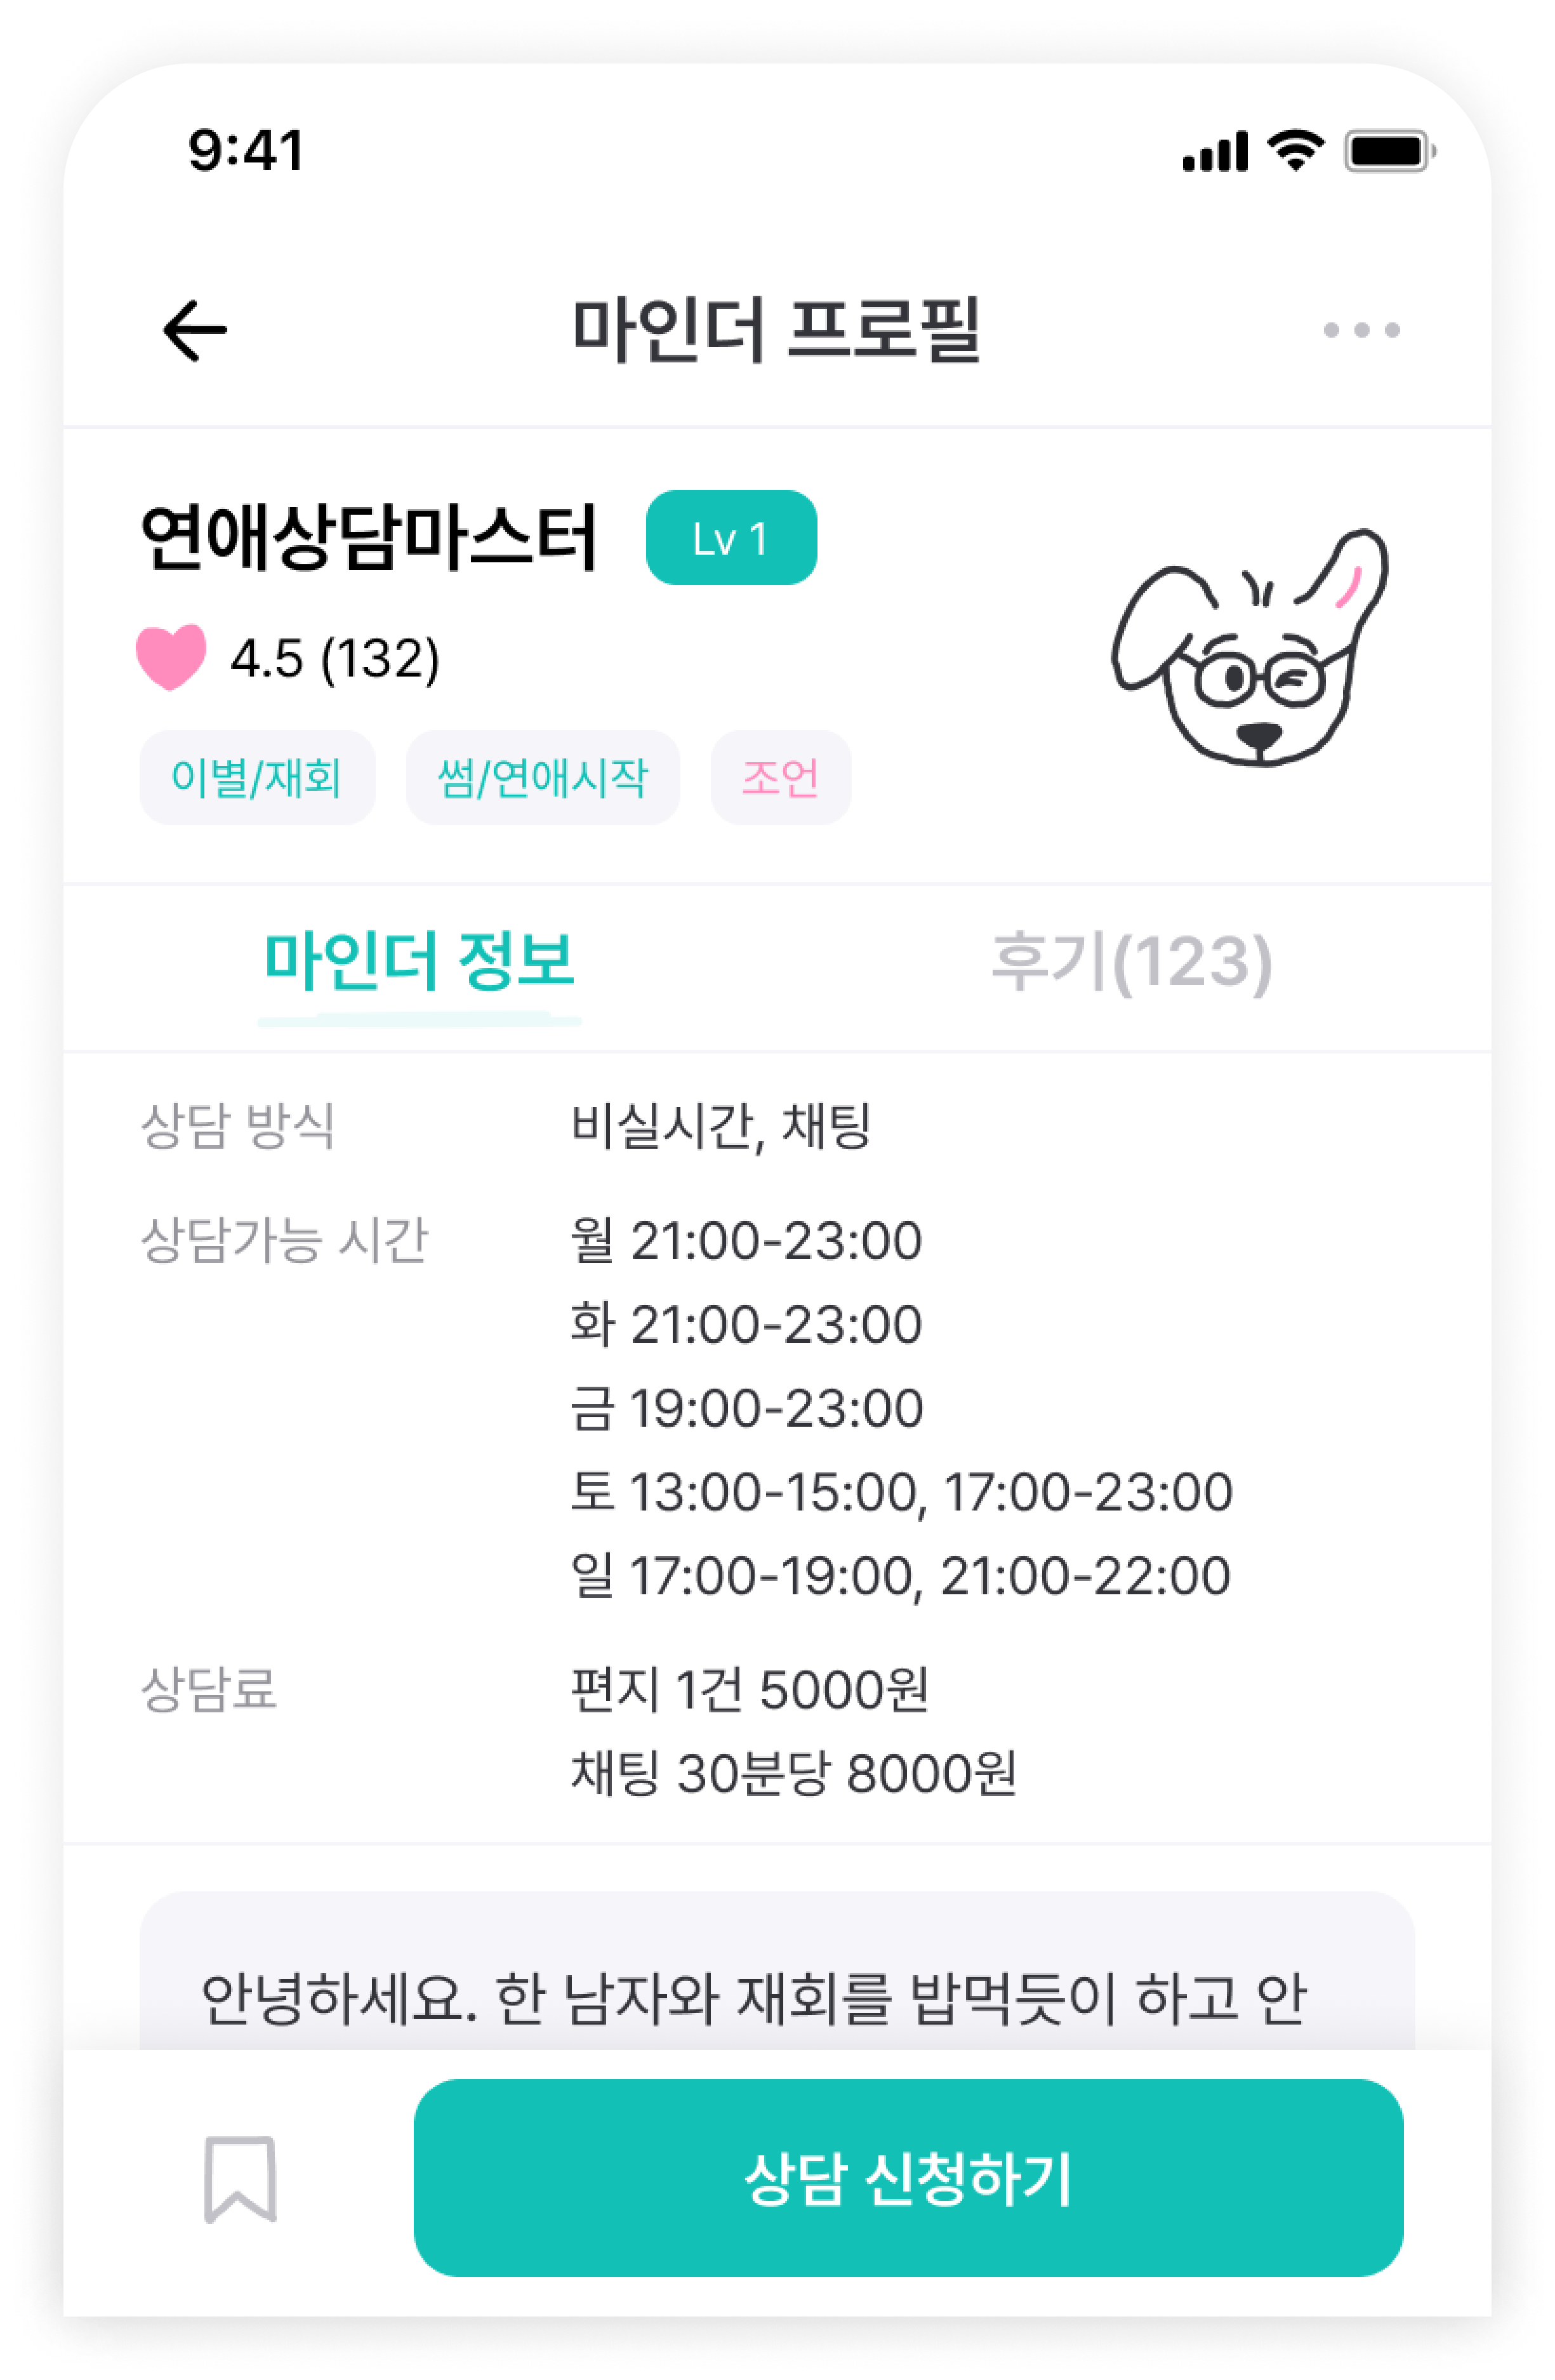 9:41
마인더 프로필
연애상담마스터 Lv 1
4.5 (132)
이별/재회 썸/연애시작 조언
마인더 정보 후기(123)
상담 방식 비실시간, 채팅
상담가능 시간 월 21:00-23:00
화 21:00-23:00
금 19:00-23:00
토 13:00-15:00, 17:00-23:00
일 17:00-19:00, 21:00-22:00
상담료 편지 1건 5000원
채팅 30분당 8000원
안녕하세요. 한 남자와 재회를 밥먹듯이 하고 안
상담 신청하기